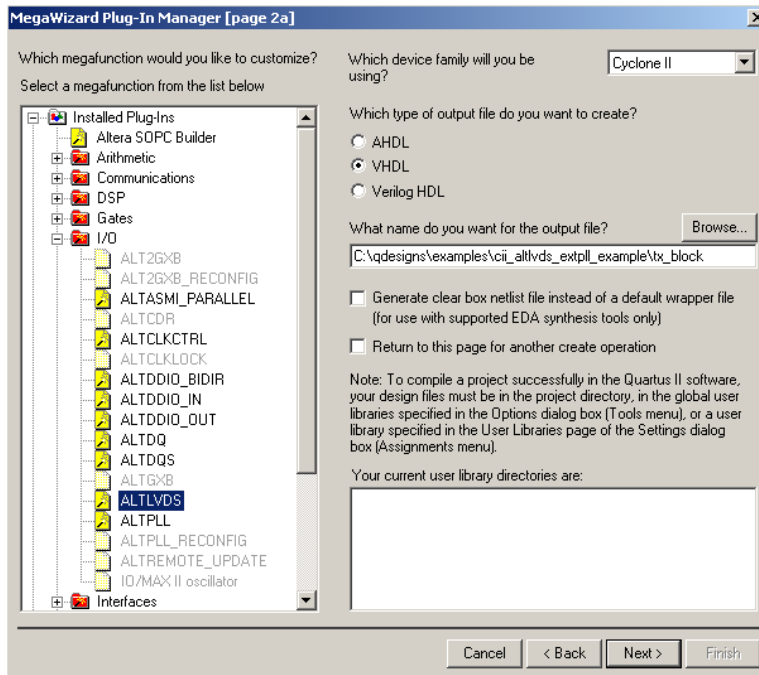 MegaWizard Plug-In Manager [page 2a]
Which megafunction would you like to customize?
Select a megafunction from the list below
Installed Plug-Ins
Altera SOPC Builder
Arithmetic
Communications
DSP
Gates
I/O
ALT2GXB
ALT2GXB_RECONFIG
ALTASMI_PARALLEL
ALTCDR
ALTCLKCTRL
ALTCLKLOCK
ALTDDIO_BIDIR
ALTDDIO_IN
ALTDDIO_OUT
ALTDQ
ALTDQS
ALTGXB
ALTLVDS
ALTPLL
ALTPLL_RECONFIG
ALTREMOTE_UPDATE
IO/MAX II oscillator
Interfaces
Which device family will you be
using?
Cyclone II
Which type of output file do you want to create?
AHDL
VHDL
Verilog HDL
What name do you want for the output file?
Browse...
C:\qdesigns\examples\cii_altlvds_extpll_example\tx_block
Generate clear box netlist file instead of a default wrapper file
(for use with supported EDA synthesis tools only)
Return to this page for another create operation
Note: To compile a project successfully in the Quartus II software,
your design files must be in the project directory, in the global user
libraries specified in the Options dialog box (Tools menu), or a user
library specified in the User Libraries page of the Settings dialog
box (Assignments menu).
Your current user library directories are:
Cancel
< Back
Next >
Finish